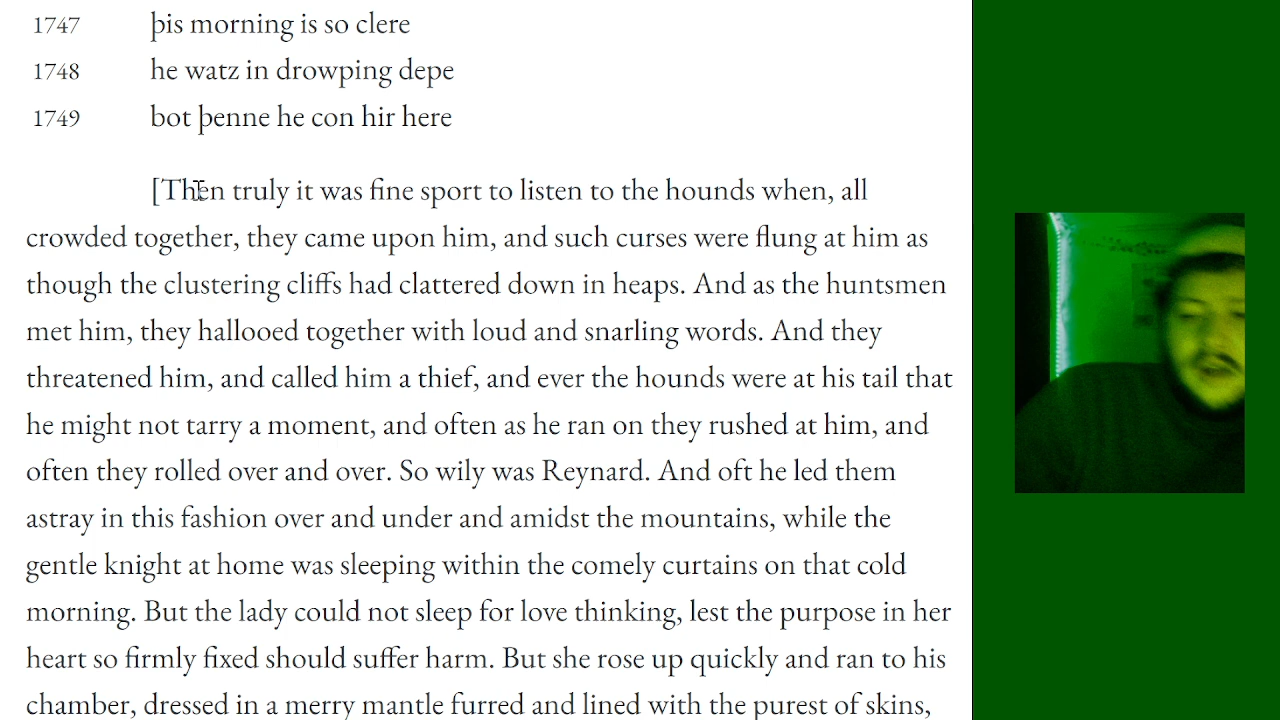 1747 þis morning is so clere
1748 he watz in drowping depe
1749 bot þenne he con hir here
[Then truly it was fine sport to listen to the hounds when, all
crowded together, they came upon him, and such curses were flung at him as
though the clustering cliffs had clattered down in heaps. And as the huntsmen
met him, they hallooed together with loud and snarling words. And they
threatened him, and called him a thief, and ever the hounds were at his tail that
he might not tarry a moment, and often as he ran on they rushed at him, and
often they rolled over and over. So wily was Reynard. And oft he led them
astray in this fashion over and under and amidst the mountains, while the
gentle knight at home was sleeping within the comely curtains on that cold
morning. But the lady could not sleep for love thinking, lest the purpose in her
heart so firmly fixed should suffer harm. But she rose up quickly and ran to his
chamber, dressed in a merry mantle furred and lined with the purest of skins,